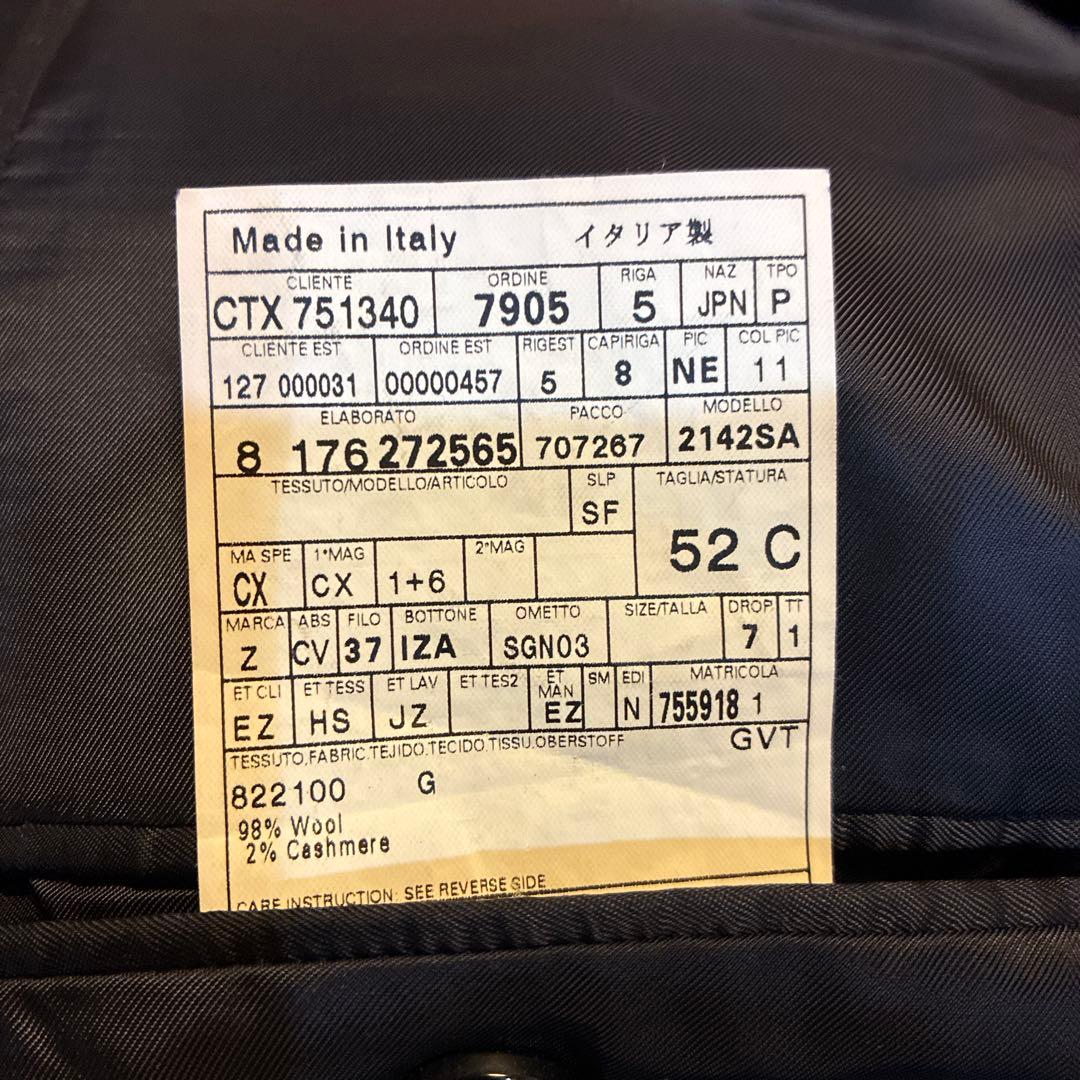 Made in Italy イタリア製
CLIENTE ORDINE RIGA NAZ TPO
CTX 751340 7905 5 JPN P
CLIENTE EST ORDINE EST RIGEST CAPIRIGA PIC COL PIC
127 000031 00000457 5 8 NE 11
ELABORATO PACCO MODELLO
8 176 272565 707267 2142SA
TESSUTO/MODELLO/ARTICOLO SLP TAGLIA/STATURA
SF 52 C
MA SPE 1°MAG 2°MAG
CX CX 1+6
MARCA ABS FILO BOTTONE OMETTO SIZE/TALLA DROP TT
Z CV 37 IZA SGN03 7 1
ET CLI ET TESS ET LAV ET TES2 ET MAN SM EDI MATRICOLA
EZ HS JZ EZ N 755918 1
TESSUTO,FABRIC,TEJIDO,TECIDO,TISSU,OBERSTOFF GVT
822100 G
98% Wool
2% Cashmere
CARE INSTRUCTION: SEE REVERSE SIDE